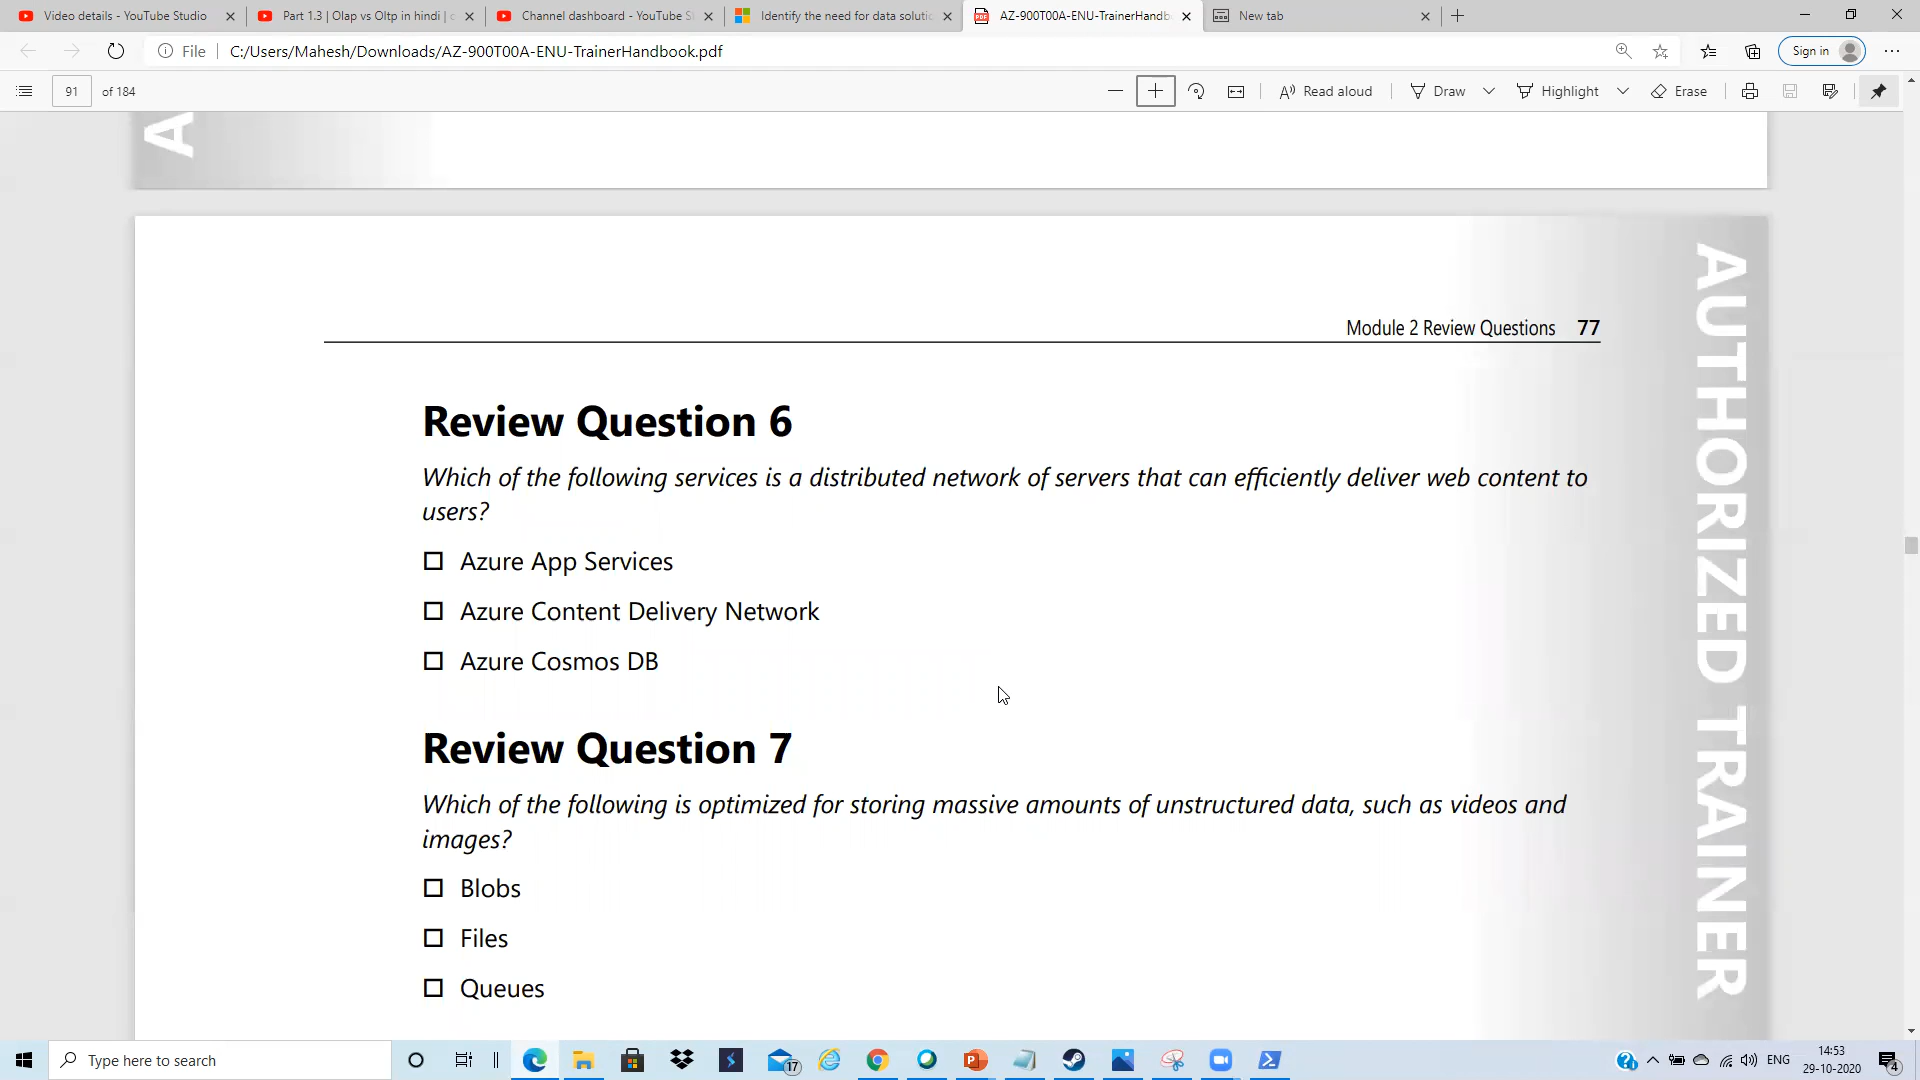 Video details - YouTube Studio
Part 1.3 | Olap vs Oltp in hindi |
Channel dashboard - YouTube S
Identify the need for data solutic
AZ-900T00A-ENU-TrainerHandb
New tab
File
C:/Users/Mahesh/Downloads/AZ-900T00A-ENU-TrainerHandbook.pdf
Sign in
91 of 184
Read aloud
Draw
Highlight
Erase
A
Module 2 Review Questions 77
AUTHORIZED TRAINER
Review Question 6
Which of the following services is a distributed network of servers that can efficiently deliver web content to
users?
Azure App Services
Azure Content Delivery Network
Azure Cosmos DB
Review Question 7
Which of the following is optimized for storing massive amounts of unstructured data, such as videos and
images?
Blobs
Files
Queues
Type here to search
17
ENG
14:53
29-10-2020
4